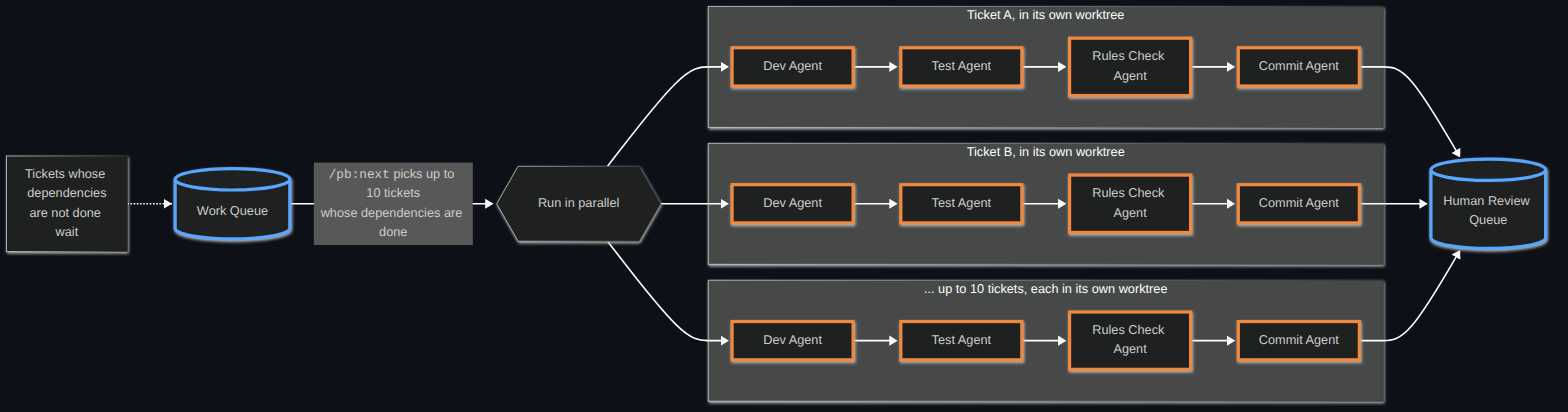 Tickets whose
dependencies
are not done
wait
Work Queue
/pb:next picks up to
10 tickets
whose dependencies are
done
Run in parallel
Ticket A, in its own worktree
Dev Agent
Test Agent
Rules Check
Agent
Commit Agent
Ticket B, in its own worktree
Dev Agent
Test Agent
Rules Check
Agent
Commit Agent
... up to 10 tickets, each in its own worktree
Dev Agent
Test Agent
Rules Check
Agent
Commit Agent
Human Review
Queue